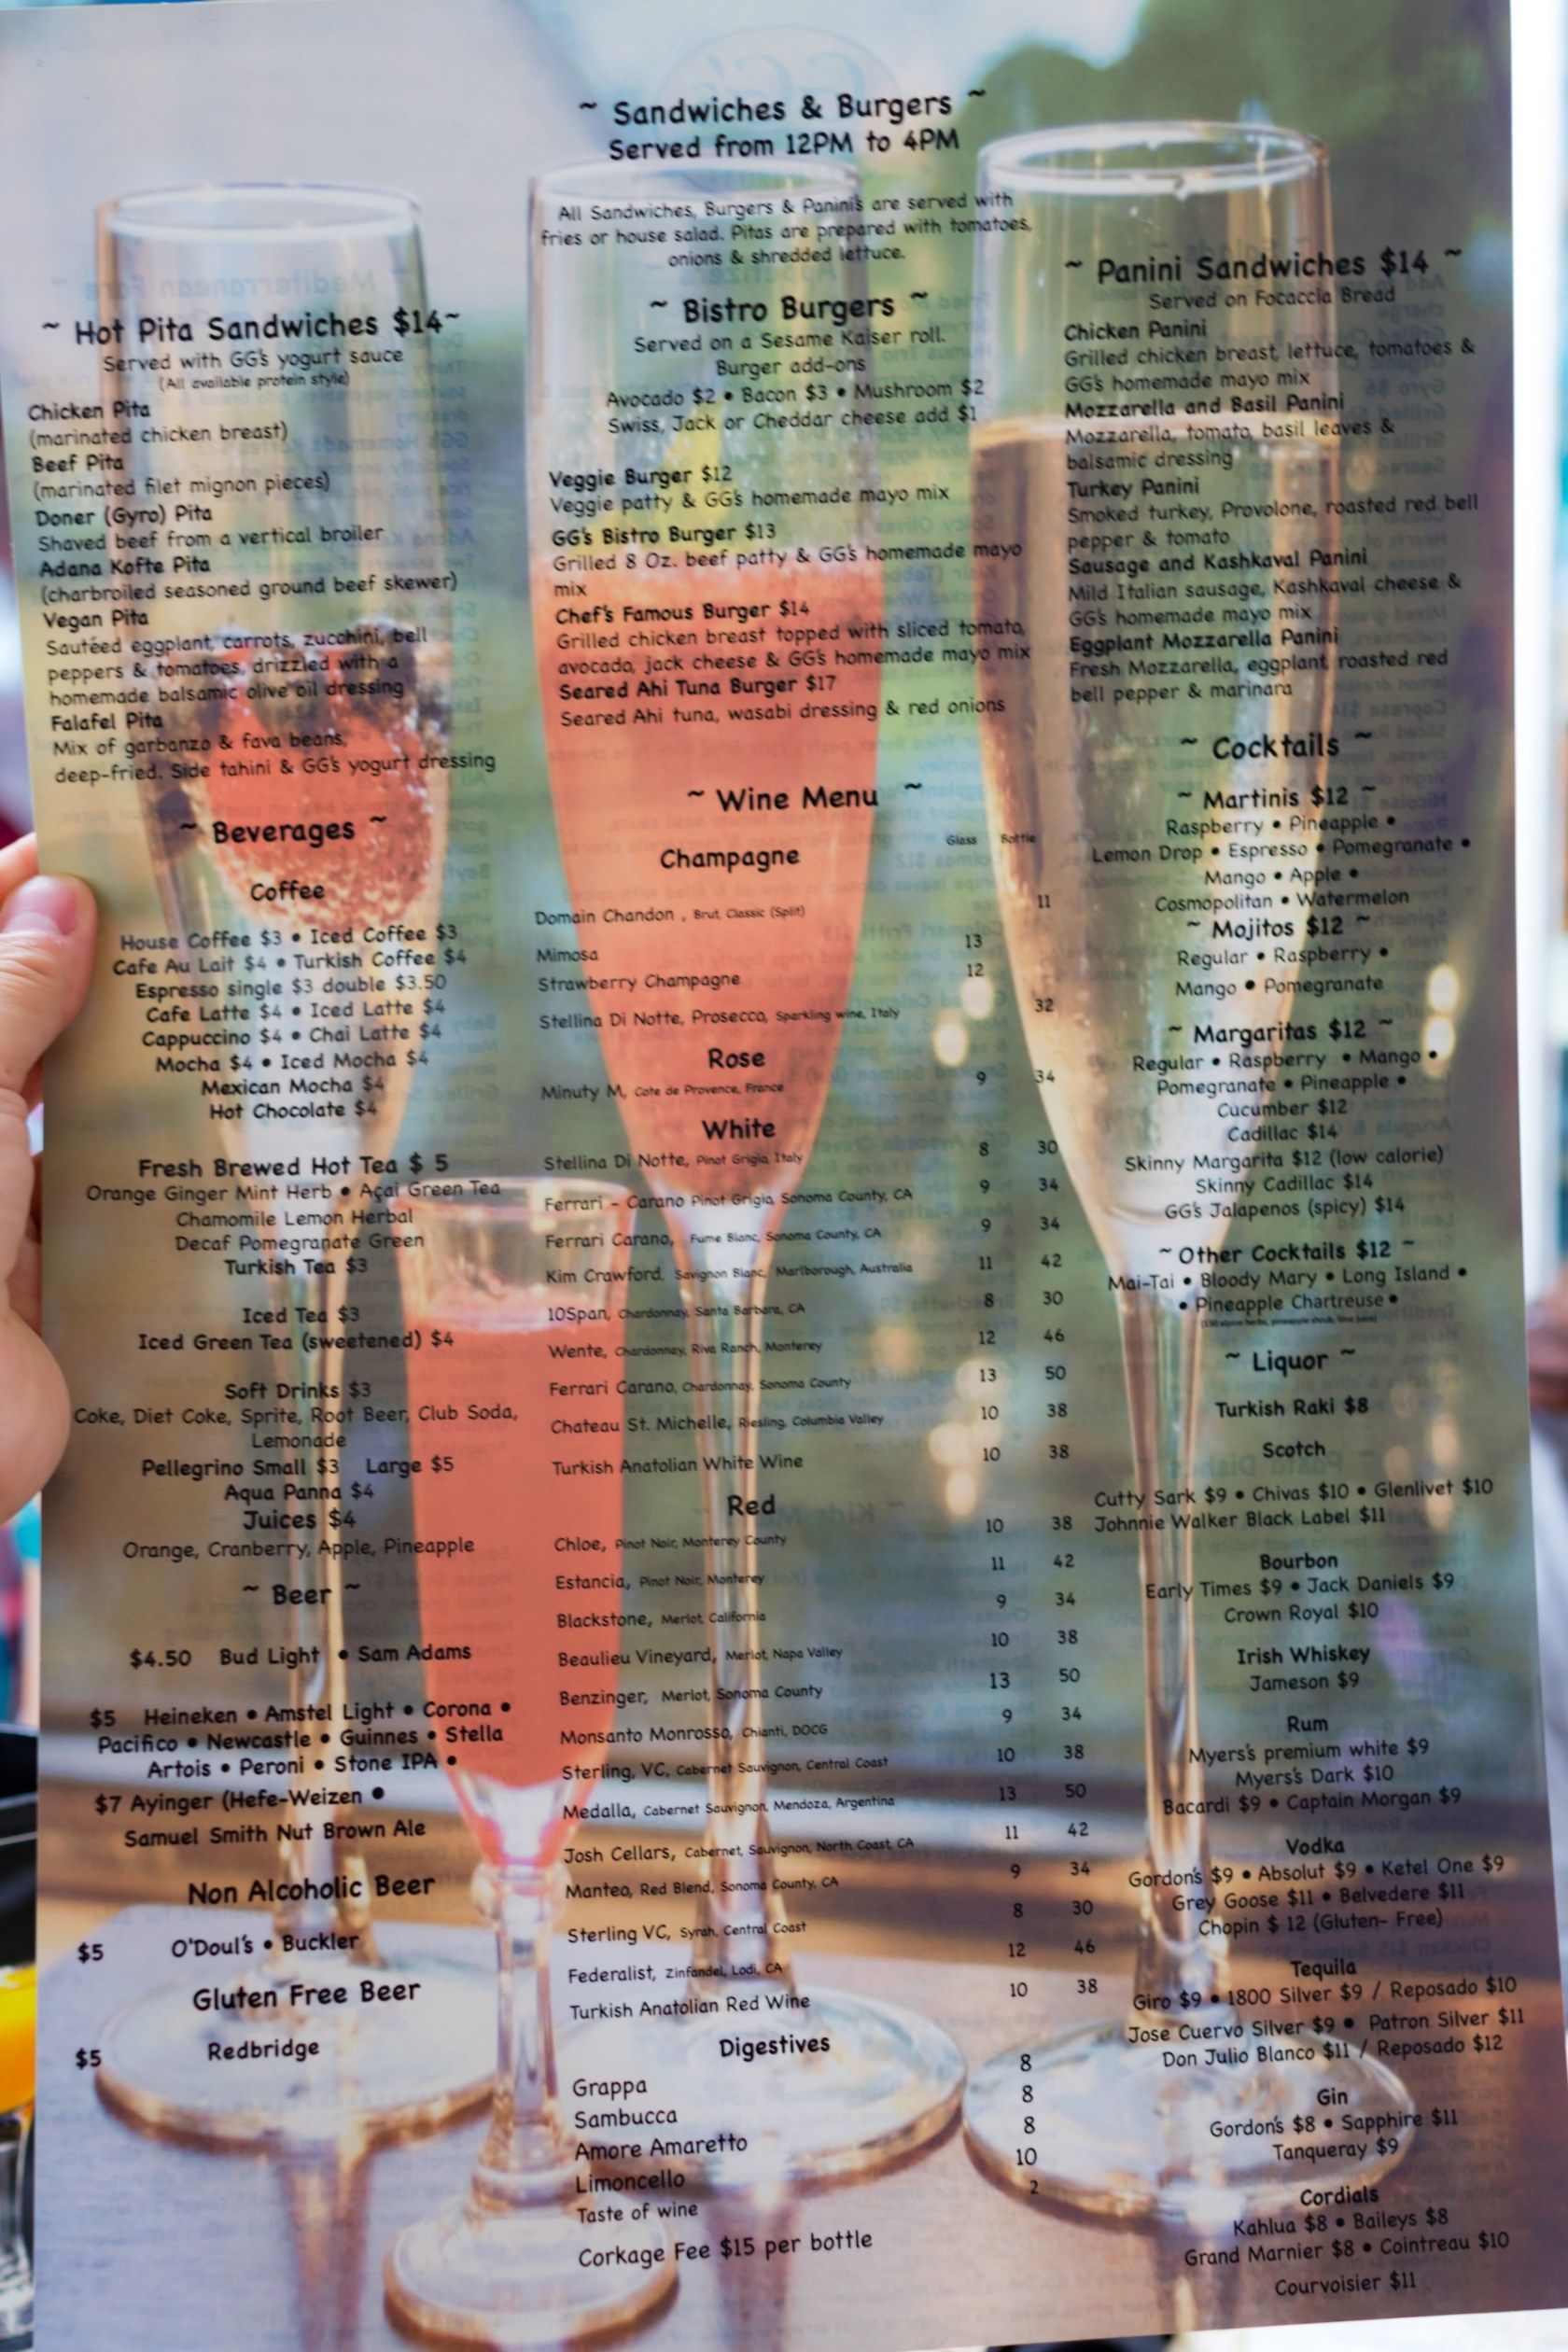 ~ Sandwiches & Burgers ~
Served from 12PM to 4PM
All Sandwiches, Burgers & Panini's are served with
fries or house salad. Pitas are prepared with tomatoes,
onions & shredded lettuce.
~ Hot Pita Sandwiches $14~
Served with GG's yogurt sauce
(All available protein style)
Chicken Pita
(marinated chicken breast)
Beef Pita
(marinated filet mignon pieces)
Doner (Gyro) Pita
Shaved beef from a vertical broiler
Adana Kofte Pita
(charbroiled seasoned ground beef skewer)
Vegan Pita
Sautéed eggplant, carrots, zucchini, bell
peppers & tomatoes, drizzled with a
homemade balsamic olive oil dressing
Falafel Pita
Mix of garbanzo & fava beans,
deep-fried. Side tahini & GG's yogurt dressing
~ Beverages ~
Coffee
House Coffee $3 • Iced Coffee $3
Cafe Au Lait $4 • Turkish Coffee $4
Espresso single $3 double $3.50
Cafe Latte $4 • Iced Latte $4
Cappuccino $4 • Chai Latte $4
Mocha $4 • Iced Mocha $4
Mexican Mocha $4
Hot Chocolate $4
Fresh Brewed Hot Tea $ 5
Orange Ginger Mint Herb • Açai Green Tea
Chamomile Lemon Herbal
Decaf Pomegranate Green
Turkish Tea $3
Iced Tea $3
Iced Green Tea (sweetened) $4
Soft Drinks $3
Coke, Diet Coke, Sprite, Root Beer, Club Soda,
Lemonade
Pellegrino Small $3 Large $5
Aqua Panna $4
Juices $4
Orange, Cranberry, Apple, Pineapple
~ Beer ~
$4.50 Bud Light • Sam Adams
$5 Heineken • Amstel Light • Corona •
Pacifico • Newcastle • Guinnes • Stella
Artois • Peroni • Stone IPA •
$7 Ayinger (Hefe-Weizen •
Samuel Smith Nut Brown Ale
Non Alcoholic Beer
$5 O'Doul's • Buckler
Gluten Free Beer
$5 Redbridge
~ Bistro Burgers ~
Served on a Sesame Kaiser roll.
Burger add-ons
Avocado $2 • Bacon $3 • Mushroom $2
Swiss, Jack or Cheddar cheese add $1
Veggie Burger $12
Veggie patty & GG's homemade mayo mix
GG's Bistro Burger $13
Grilled 8 Oz. beef patty & GG's homemade mayo
mix
Chef's Famous Burger $14
Grilled chicken breast topped with sliced tomato,
avocado, jack cheese & GG's homemade mayo mix
Seared Ahi Tuna Burger $17
Seared Ahi tuna, wasabi dressing & red onions
~ Wine Menu ~
Glass Bottle
Champagne
Domain Chandon , Brut, Classic (Split) 11
Mimosa 13
Strawberry Champagne 12
Stellina Di Notte, Prosecco, Sparkling wine, Italy 32
Rose
Minuty M, Cote de Provence, France 9 34
White
Stellina Di Notte, Pinot Grigio, Italy 8 30
Ferrari - Carano Pinot Grigio, Sonoma County, CA 9 34
Ferrari Carano, Fume Blanc, Sonoma County, CA 9 34
Kim Crawford. Savignon Blanc, Marlborough, Australia 11 42
10Span, Chardonnay, Santa Barbara, CA 8 30
Wente, Chardonnay, Riva Ranch, Monterey 12 46
Ferrari Carano, Chardonnay, Sonoma County 13 50
Chateau St. Michelle, Riesling, Columbia Valley 10 38
Turkish Anatolian White Wine 10 38
Red
Chloe, Pinot Noir, Monterey County 10 38
Estancia, Pinot Noir, Monterey 11 42
Blackstone, Merlot, California 9 34
Beaulieu Vineyard, Merlot, Napa Valley 10 38
Benzinger, Merlot, Sonoma County 13 50
Monsanto Monrosso, Chianti, DOCG 9 34
Sterling, VC, Cabernet Sauvignon, Central Coast 10 38
Medalla, Cabernet Sauvignon, Mendoza, Argentina 13 50
Josh Cellars, Cabernet, Sauvignon, North Coast, CA 11 42
Manteo, Red Blend, Sonoma County, CA 9 34
Sterling VC, Syrah, Central Coast 8 30
Federalist, Zinfandel, Lodi, CA 12 46
Turkish Anatolian Red Wine 10 38
Digestives
Grappa 8
Sambucca 8
Amore Amaretto 8
Limoncello 10
Taste of wine 2
Corkage Fee $15 per bottle
~ Panini Sandwiches $14 ~
Served on Focaccia Bread
Chicken Panini
Grilled chicken breast, lettuce, tomatoes &
GG's homemade mayo mix
Mozzarella and Basil Panini
Mozzarella, tomato, basil leaves &
balsamic dressing
Turkey Panini
Smoked turkey, Provolone, roasted red bell
pepper & tomato
Sausage and Kashkaval Panini
Mild Italian sausage, Kashkaval cheese &
GG's homemade mayo mix
Eggplant Mozzarella Panini
Fresh Mozzarella, eggplant, roasted red
bell pepper & marinara
~ Cocktails ~
~ Martinis $12 ~
Raspberry • Pineapple •
Lemon Drop • Espresso • Pomegranate •
Mango • Apple •
Cosmopolitan • Watermelon
~ Mojitos $12 ~
Regular • Raspberry •
Mango • Pomegranate
~ Margaritas $12 ~
Regular • Raspberry • Mango •
Pomegranate • Pineapple •
Cucumber $12
Cadillac $14
Skinny Margarita $12 (low calorie)
Skinny Cadillac $14
GG's Jalapenos (spicy) $14
~ Other Cocktails $12 ~
Mai-Tai • Bloody Mary • Long Island •
• Pineapple Chartreuse •
~ Liquor ~
Turkish Raki $8
Scotch
Cutty Sark $9 • Chivas $10 • Glenlivet $10
Johnnie Walker Black Label $11
Bourbon
Early Times $9 • Jack Daniels $9
Crown Royal $10
Irish Whiskey
Jameson $9
Rum
Myers's premium white $9
Myers's Dark $10
Bacardi $9 • Captain Morgan $9
Vodka
Gordon's $9 • Absolut $9 • Ketel One $9
Grey Goose $11 • Belvedere $11
Chopin $ 12 (Gluten- Free)
Tequila
Giro $9 • 1800 Silver $9 / Reposado $10
Jose Cuervo Silver $9 • Patron Silver $11
Don Julio Blanco $11 / Reposado $12
Gin
Gordon's $8 • Sapphire $11
Tanqueray $9
Cordials
Kahlua $8 • Baileys $8
Grand Marnier $8 • Cointreau $10
Courvoisier $11